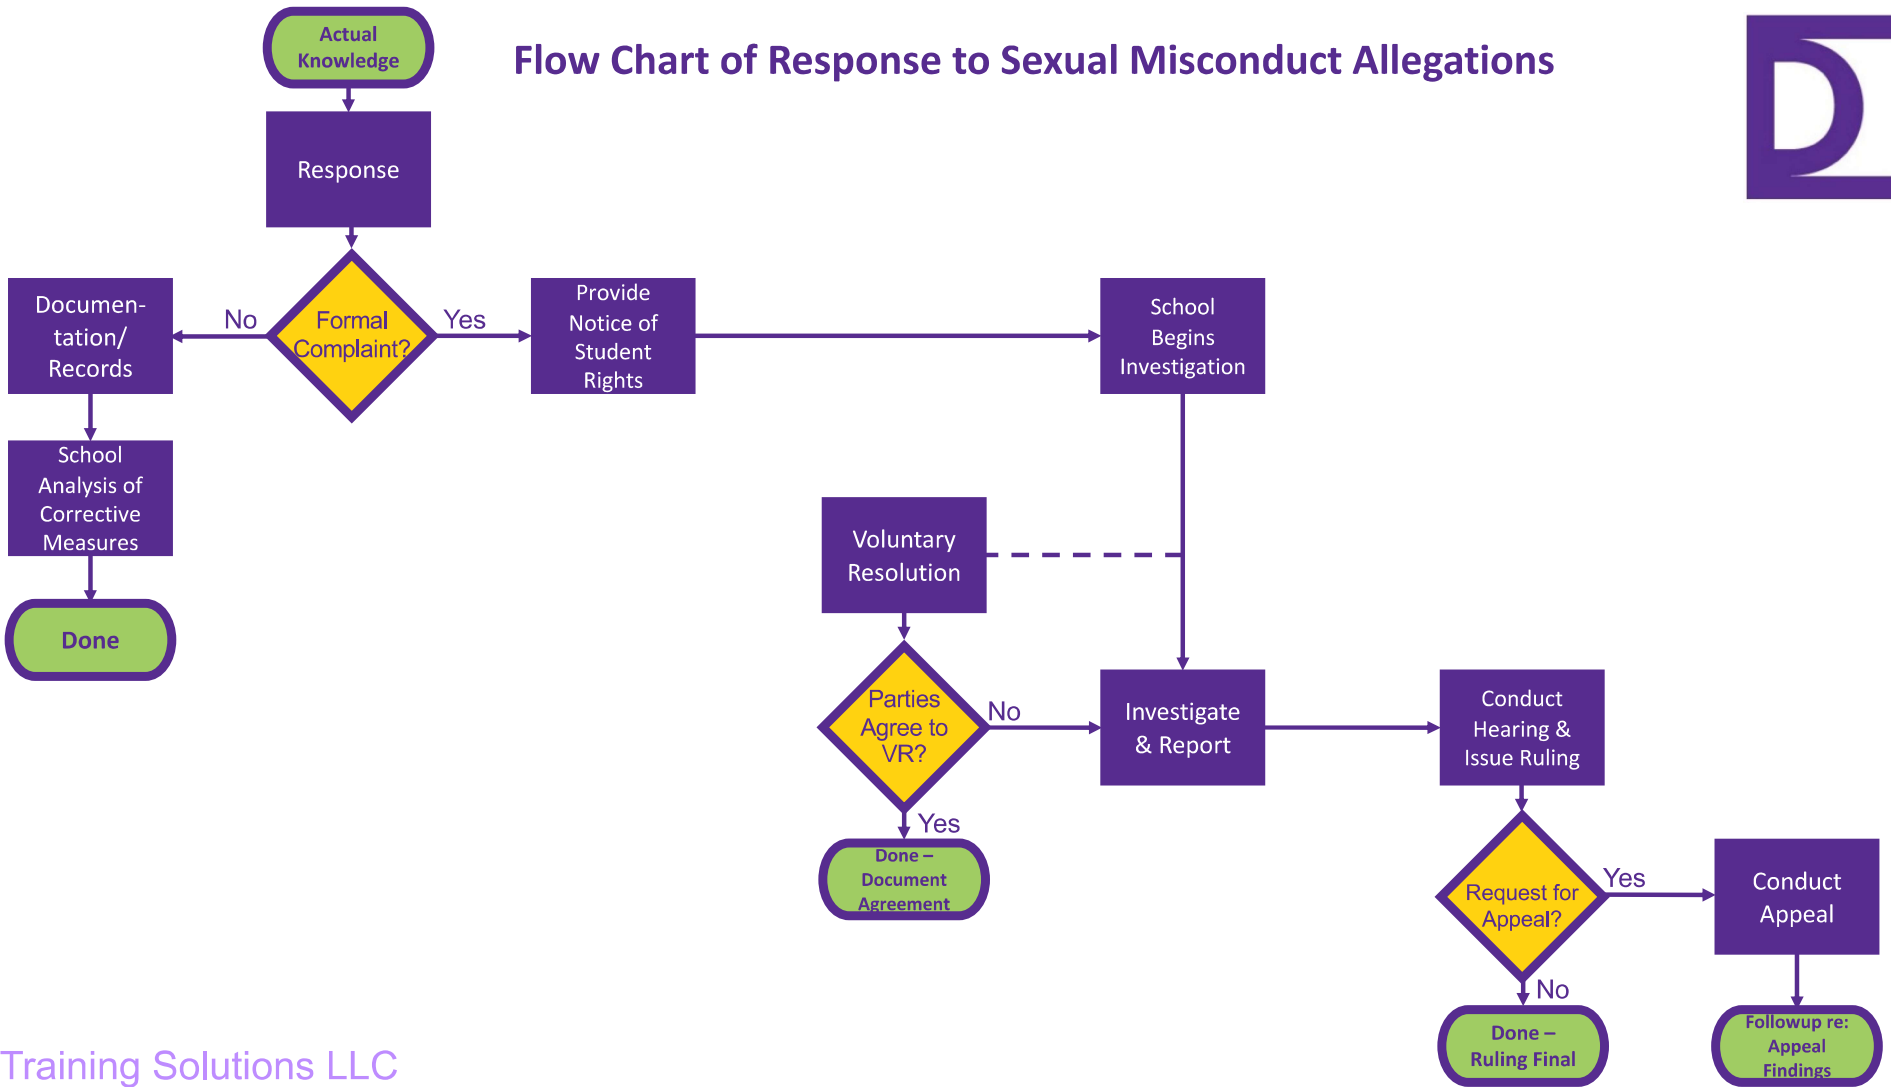 Actual
Knowledge
Flow Chart of Response to Sexual Misconduct Allegations
D
Response
Documen-
tation/
Records
No
Formal
Complaint?
Yes
Provide
Notice of
Student
Rights
School
Begins
Investigation
School
Analysis of
Corrective
Measures
Done
Voluntary
Resolution
Parties
Agree to
VR?
No
Investigate
& Report
Conduct
Hearing &
Issue Ruling
Yes
Done –
Document
Agreement
Request for
Appeal?
Yes
Conduct
Appeal
No
Done –
Ruling Final
Followup re:
Appeal
Findings
Training Solutions LLC